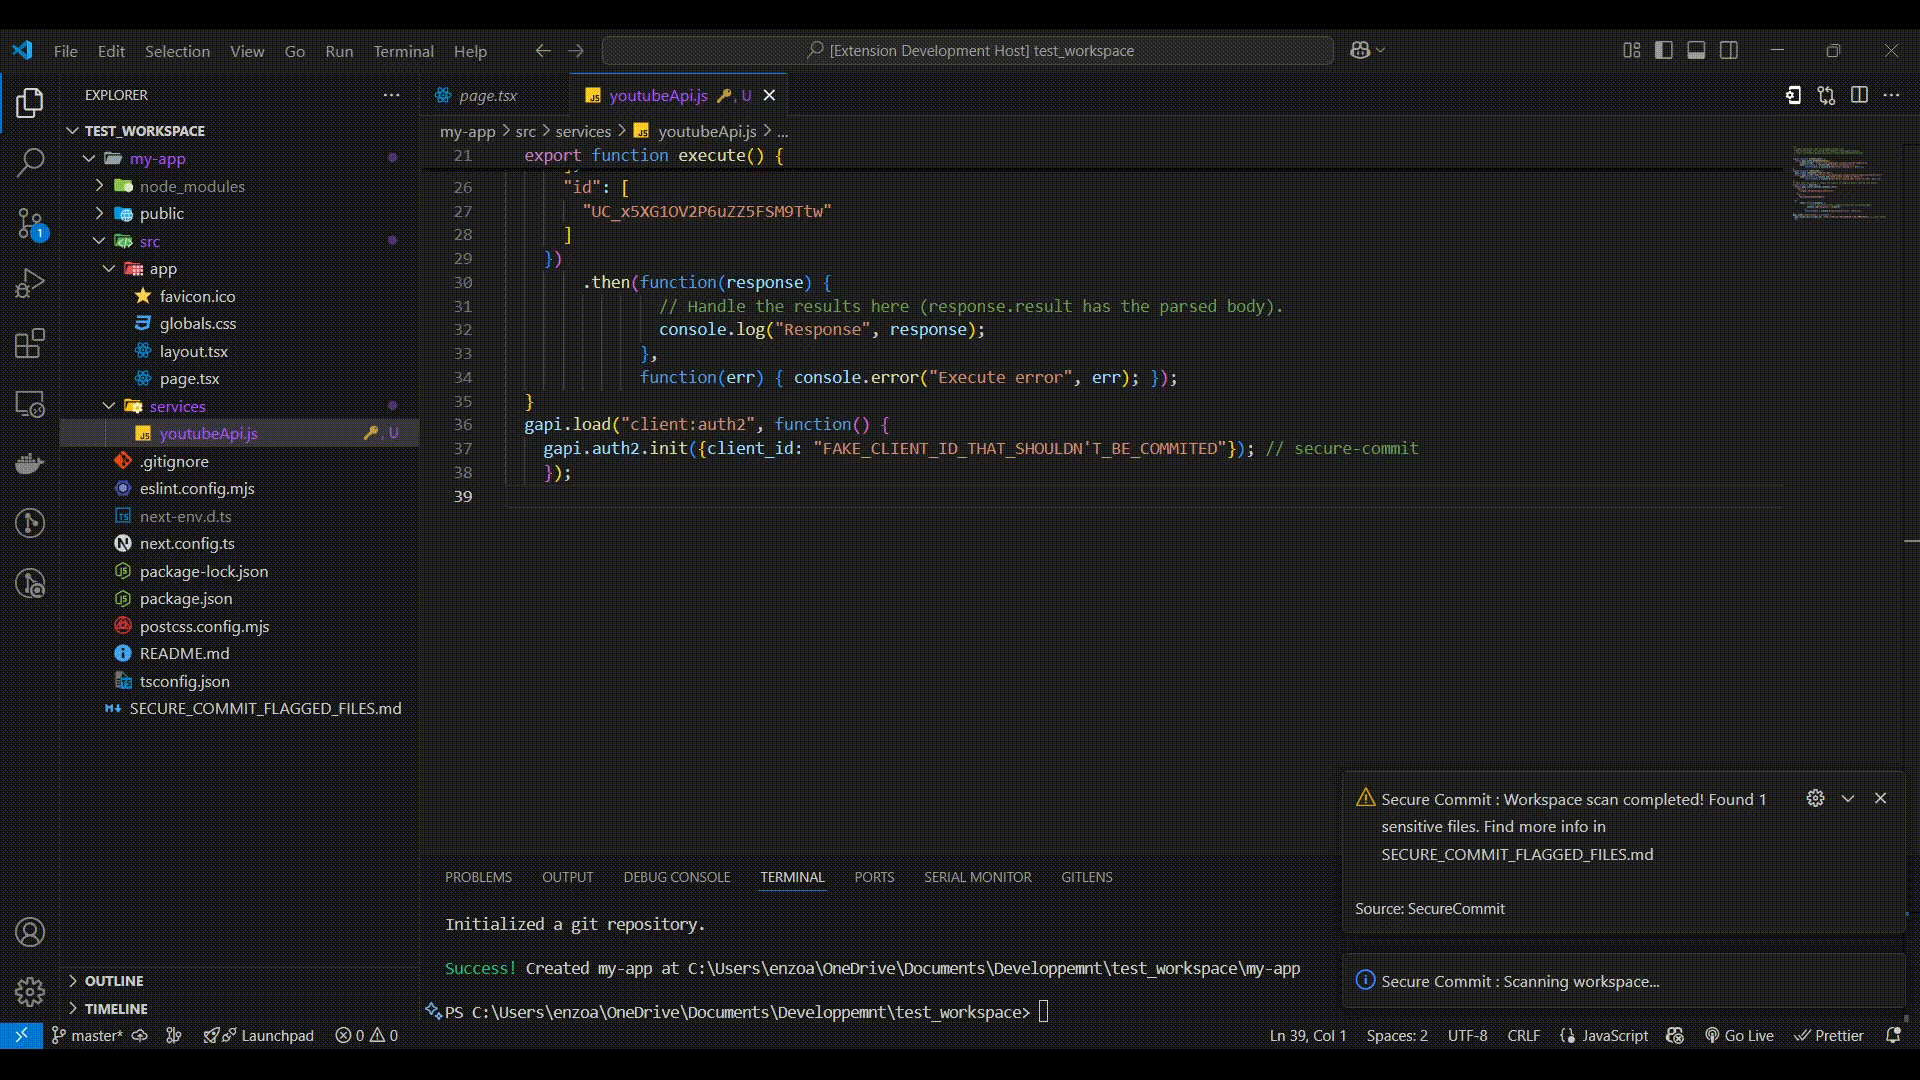 File Edit Selection View Go Run Terminal Help
[Extension Development Host] test_workspace
EXPLORER
TEST_WORKSPACE
my-app
node_modules
public
src
app
favicon.ico
globals.css
layout.tsx
page.tsx
services
youtubeApi.js , U
.gitignore
eslint.config.mjs
next-env.d.ts
next.config.ts
package-lock.json
package.json
postcss.config.mjs
README.md
tsconfig.json
SECURE_COMMIT_FLAGGED_FILES.md
OUTLINE
TIMELINE
1
page.tsx
youtubeApi.js , U
my-app > src > services > youtubeApi.js > ...
21 export function execute() {
26 "id": [
27 "UC_x5XG1OV2P6uZZ5FSM9Ttw"
28 ]
29 })
30 .then(function(response) {
31 // Handle the results here (response.result has the parsed body).
32 console.log("Response", response);
33 },
34 function(err) { console.error("Execute error", err); });
35 }
36 gapi.load("client:auth2", function() {
37 gapi.auth2.init({client_id: "FAKE_CLIENT_ID_THAT_SHOULDN'T_BE_COMMITED"}); // secure-commit
38 });
39
PROBLEMS OUTPUT DEBUG CONSOLE TERMINAL PORTS SERIAL MONITOR GITLENS
Initialized a git repository.
Success! Created my-app at C:\Users\enzoa\OneDrive\Documents\Developpemnt\test_workspace\my-app
PS C:\Users\enzoa\OneDrive\Documents\Developpemnt\test_workspace>
Secure Commit : Workspace scan completed! Found 1
sensitive files. Find more info in
SECURE_COMMIT_FLAGGED_FILES.md
Source: SecureCommit
Secure Commit : Scanning workspace...
master* Launchpad 0 0
Ln 39, Col 1 Spaces: 2 UTF-8 CRLF JavaScript Go Live Prettier